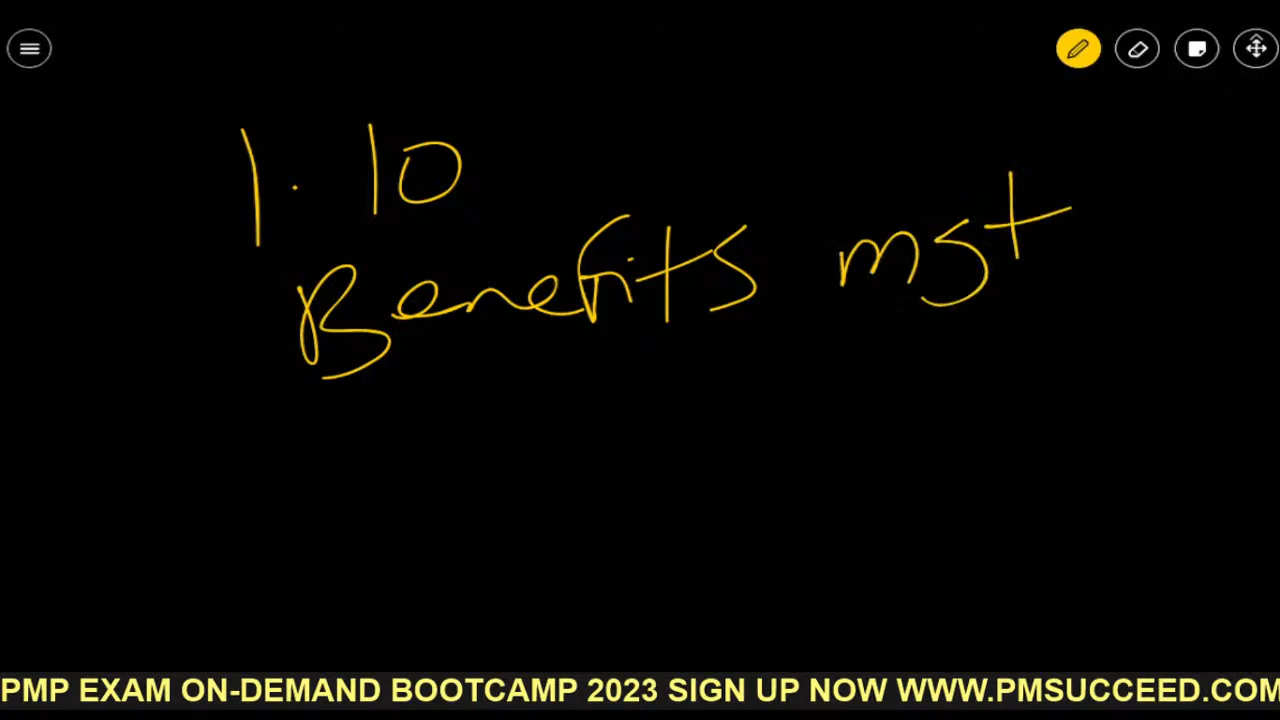 1.10
Benefits mgt
PMP EXAM ON-DEMAND BOOTCAMP 2023 SIGN UP NOW WWW.PMSUCCEED.COM